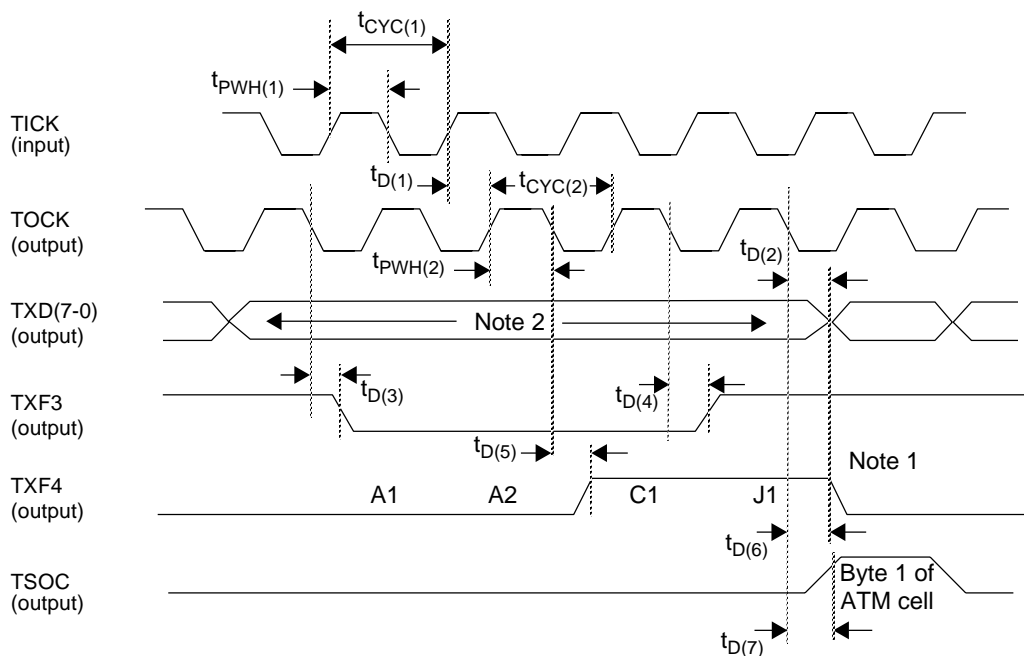 tCYC(1)
tPWH(1)
TICK
(input)
tD(1)
tCYC(2)
TOCK
(output)
tD(2)
tPWH(2)
TXD(7-0)
(output)
Note 2
TXF3
(output)
tD(3)
tD(4)
tD(5)
Note 1
TXF4
(output)
A1 A2 C1 J1
tD(6)
TSOC
(output)
Byte 1 of
ATM cell
tD(7)